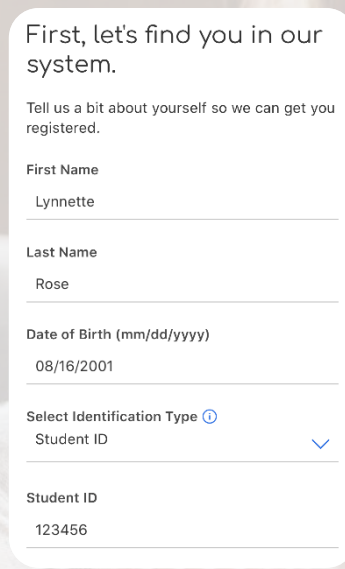 First, let's find you in our
system.
Tell us a bit about yourself so we can get you
registered.
First Name
Lynnette
Last Name
Rose
Date of Birth (mm/dd/yyyy)
08/16/2001
Select Identification Type
Student ID
Student ID
123456